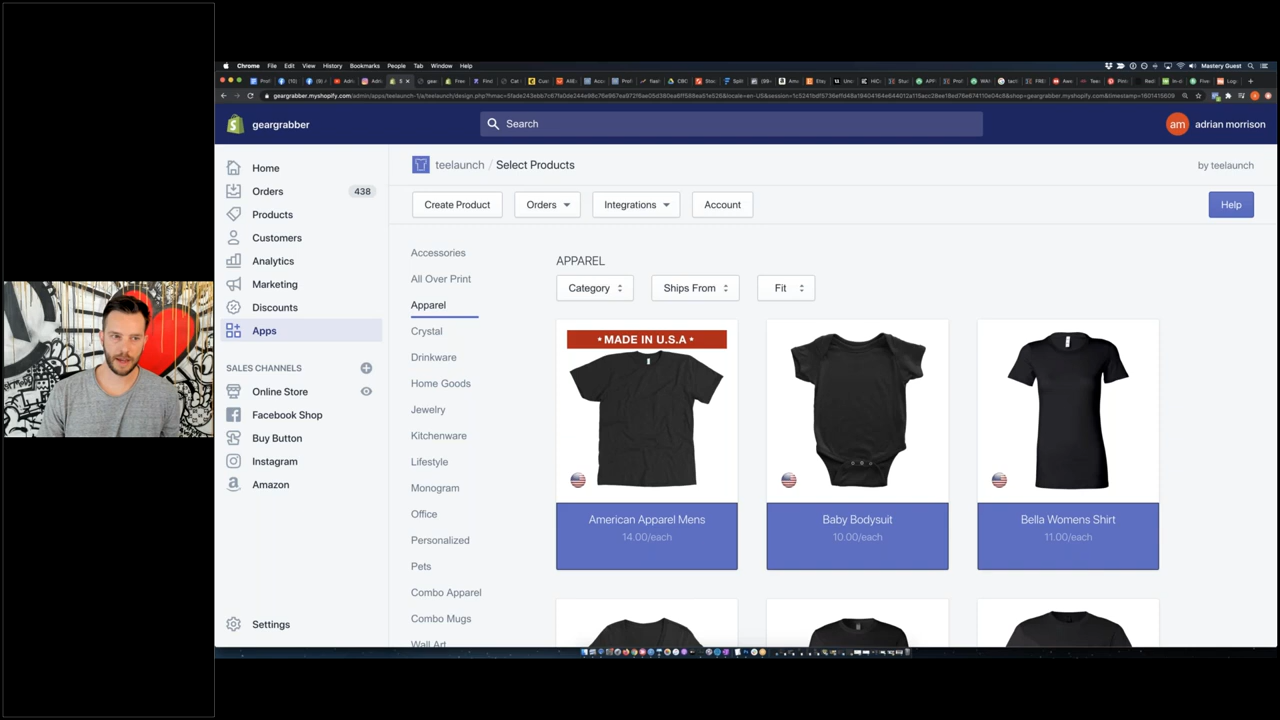 Chrome File Edit View History Bookmarks People Tab Window Help
Mastery Guest
geargrabber
Search
am adrian morrison
Home
Orders 438
Products
Customers
Analytics
Marketing
Discounts
Apps
SALES CHANNELS
Online Store
Facebook Shop
Buy Button
Instagram
Amazon
Settings
teelaunch / Select Products
by teelaunch
Create Product
Orders
Integrations
Account
Help
Accessories
All Over Print
Apparel
Crystal
Drinkware
Home Goods
Jewelry
Kitchenware
Lifestyle
Monogram
Office
Personalized
Pets
Combo Apparel
Combo Mugs
Wall Art
APPAREL
Category
Ships From
Fit
* MADE IN U.S.A *
American Apparel Mens
14.00/each
Baby Bodysuit
10.00/each
Bella Womens Shirt
11.00/each